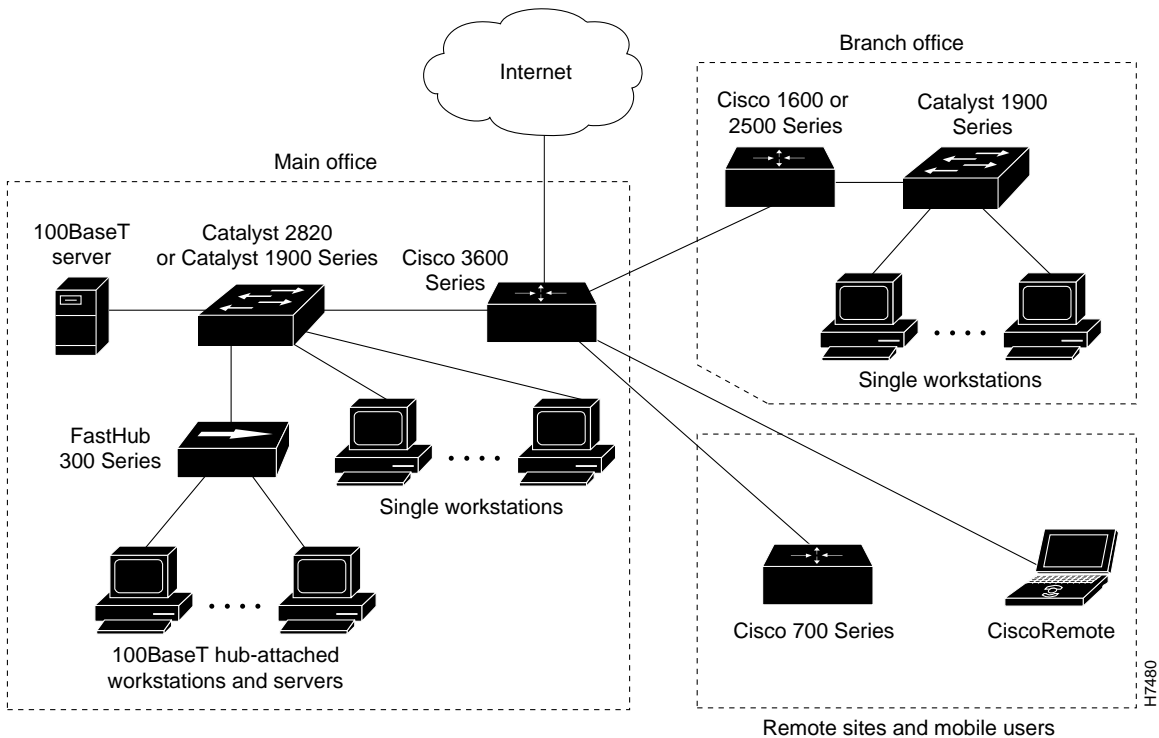 Internet
Branch office
Cisco 1600 or
2500 Series
Catalyst 1900
Series
Single workstations
Main office
100BaseT
server
Catalyst 2820
or Catalyst 1900 Series
Cisco 3600
Series
FastHub
300 Series
Single workstations
100BaseT hub-attached
workstations and servers
Cisco 700 Series
CiscoRemote
Remote sites and mobile users
H7480